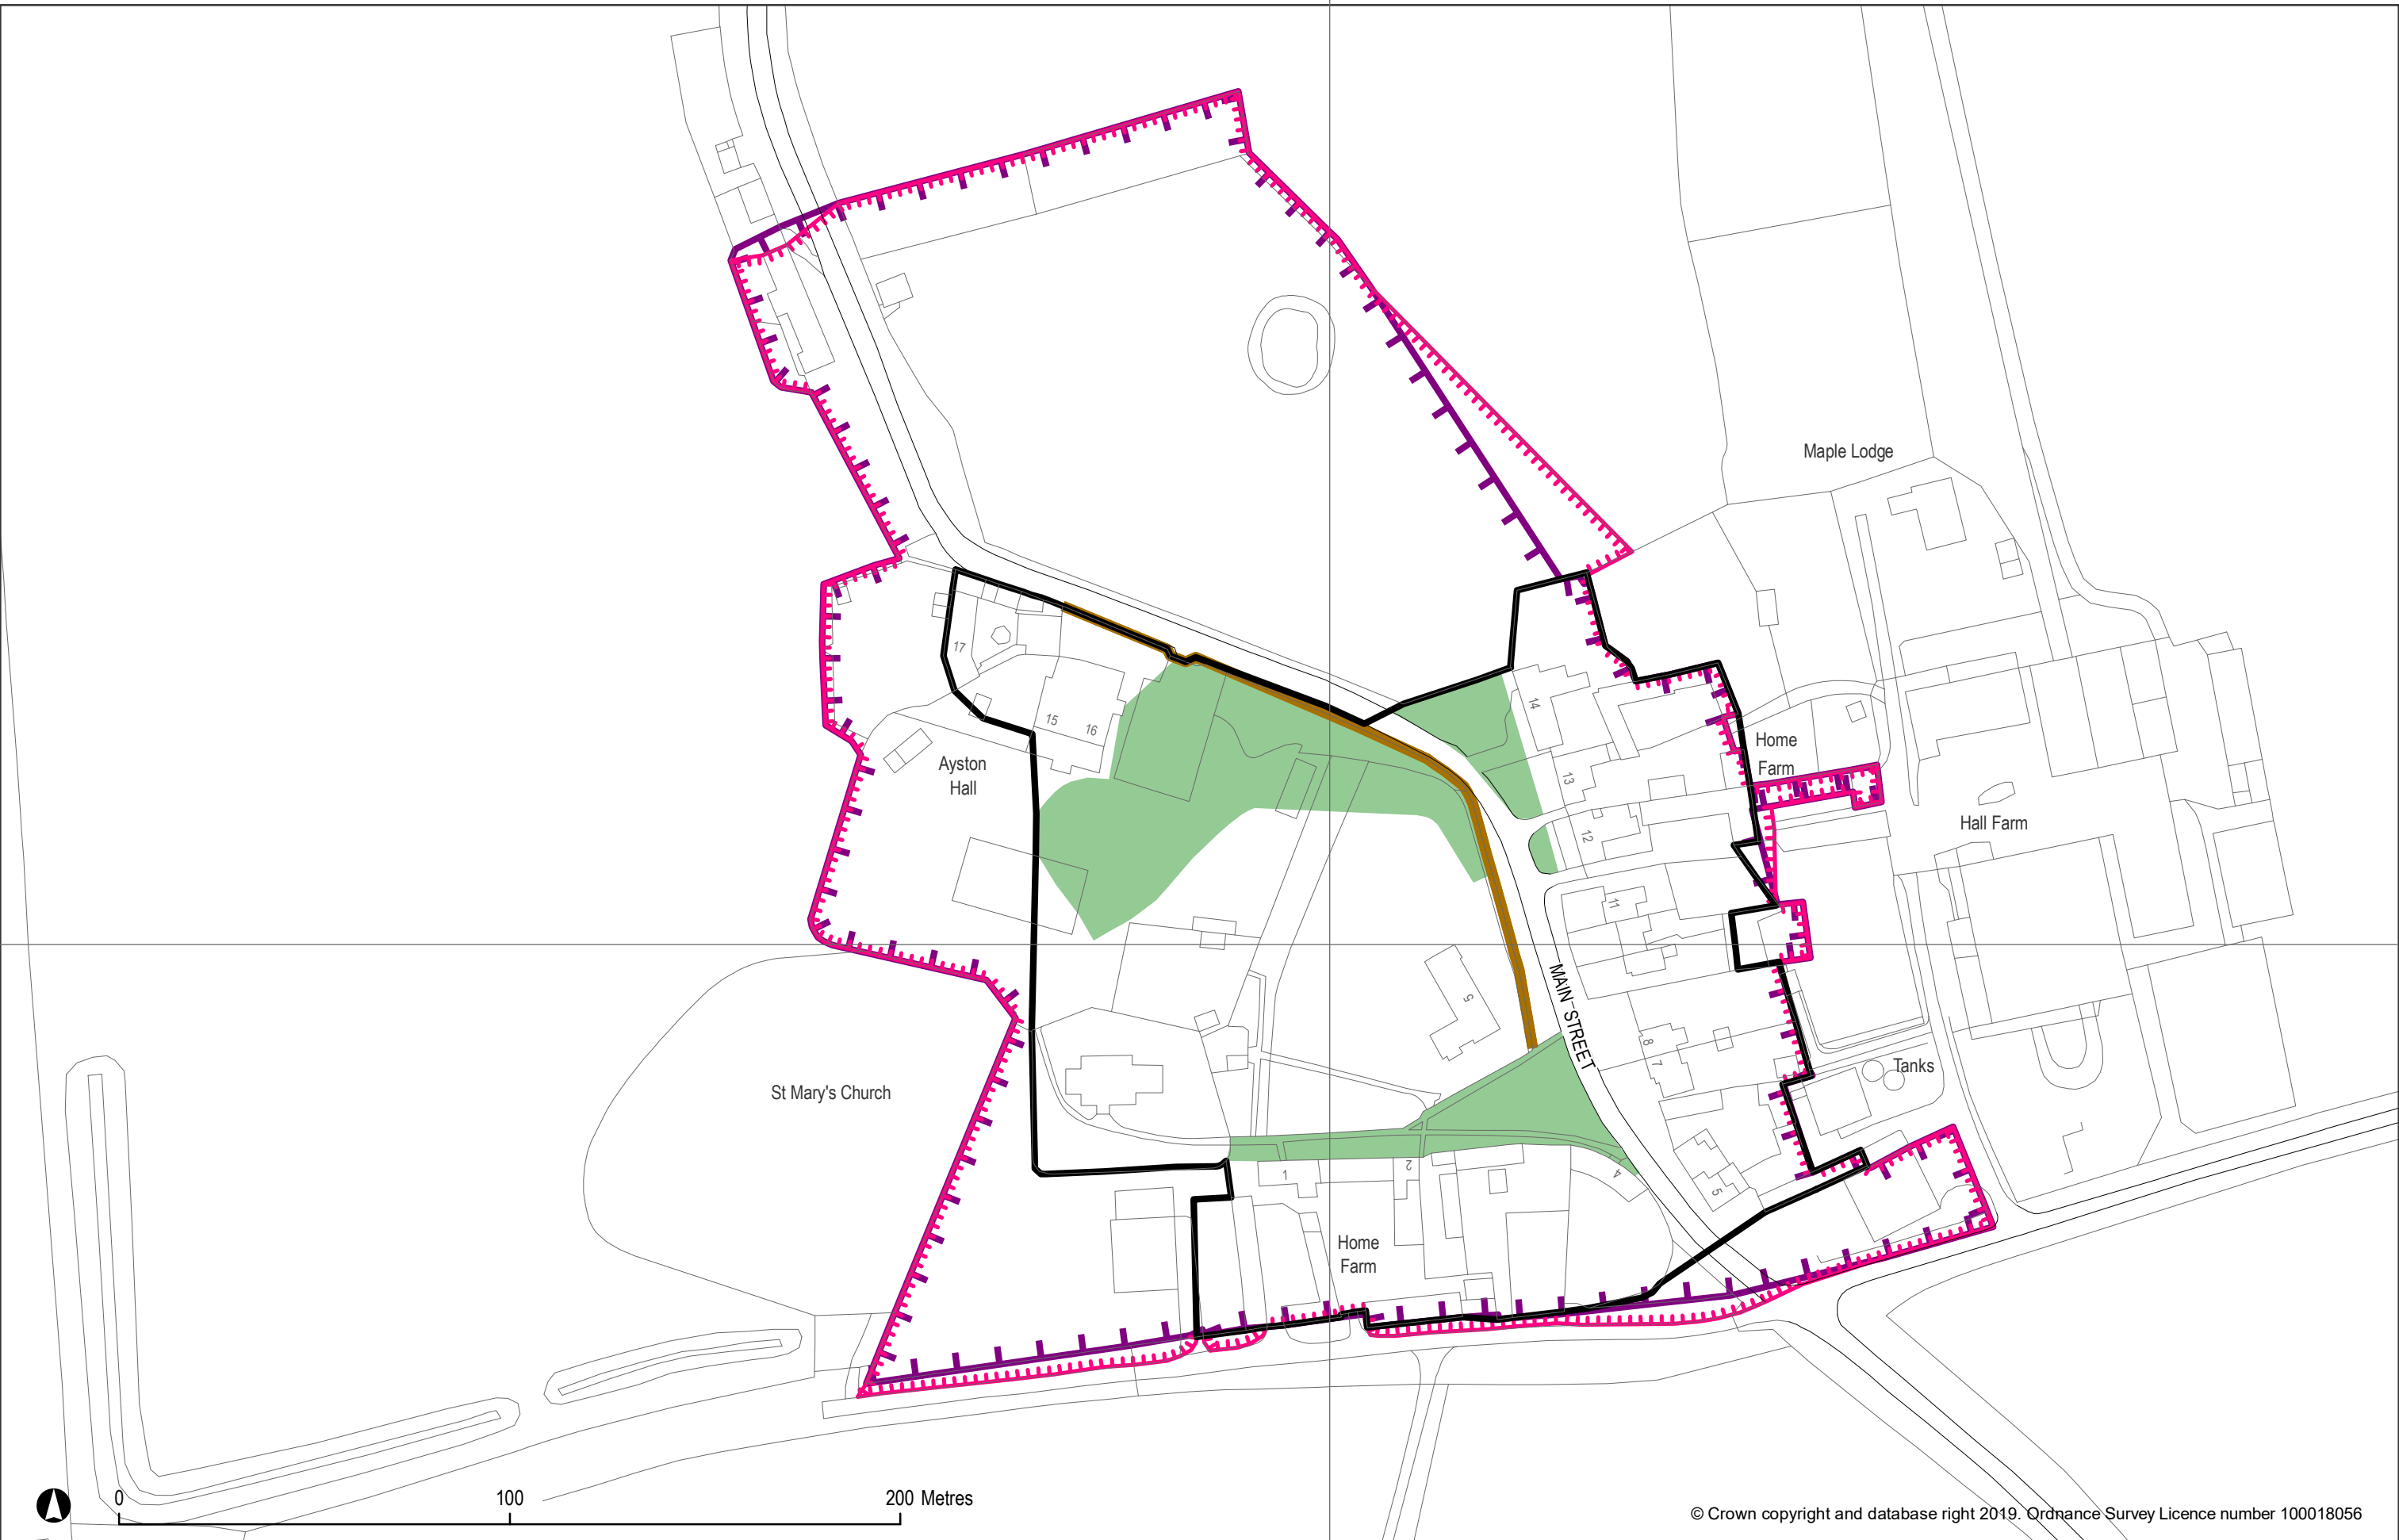 Maple Lodge
17
15
16
Ayston
Hall
14
13
12
11
Home
Farm
Hall Farm
5
MAIN STREET
8
7
Tanks
St Mary's Church
1
2
4
5
Home
Farm
0
100
200 Metres
© Crown copyright and database right 2019. Ordnance Survey Licence number 100018056